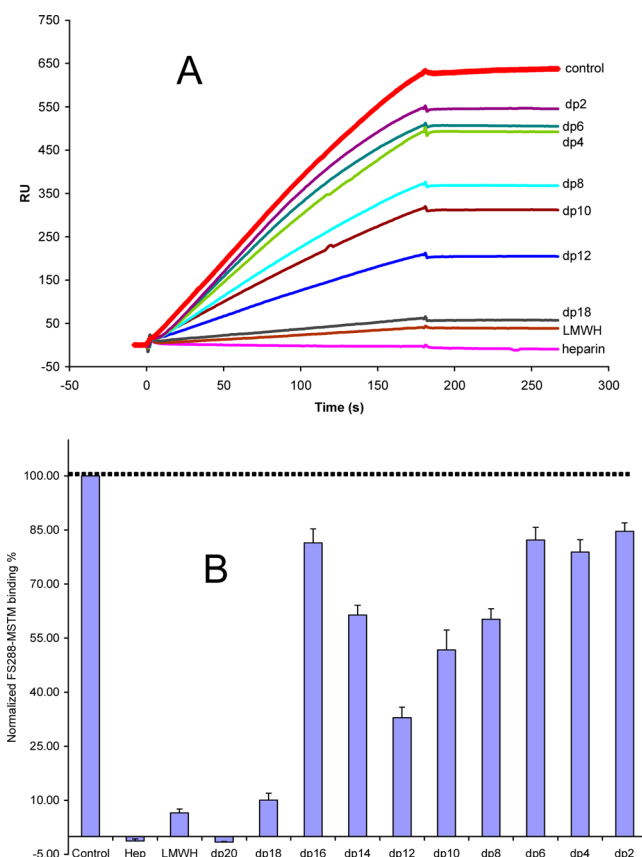 750
650
550
450
350
250
150
50
-50
RU
A
control
dp2
dp6
dp4
dp8
dp10
dp12
dp18
LMWH
heparin
-50 0 50 100 150 200 250 300
Time (s)
Normalized FS288-MSTM binding %
B
100.00
85.00
70.00
55.00
40.00
25.00
10.00
-5.00
Control Hep LMWH dp20 dp18 dp16 dp14 dp12 dp10 dp8 dp6 dp4 dp2